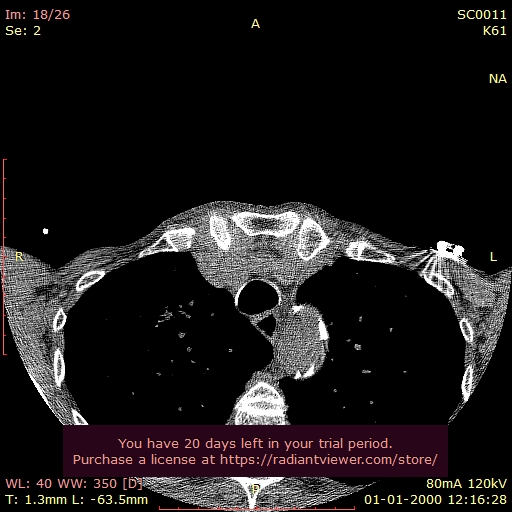 Im: 18/26
Se: 2
A
SC0011
K61
NA
R
L
You have 20 days left in your trial period.
Purchase a license at https://radiantviewer.com/store/
WL: 40 WW: 350 [D]
T: 1.3mm L: -63.5mm
P
80mA 120kV
01-01-2000 12:16:28